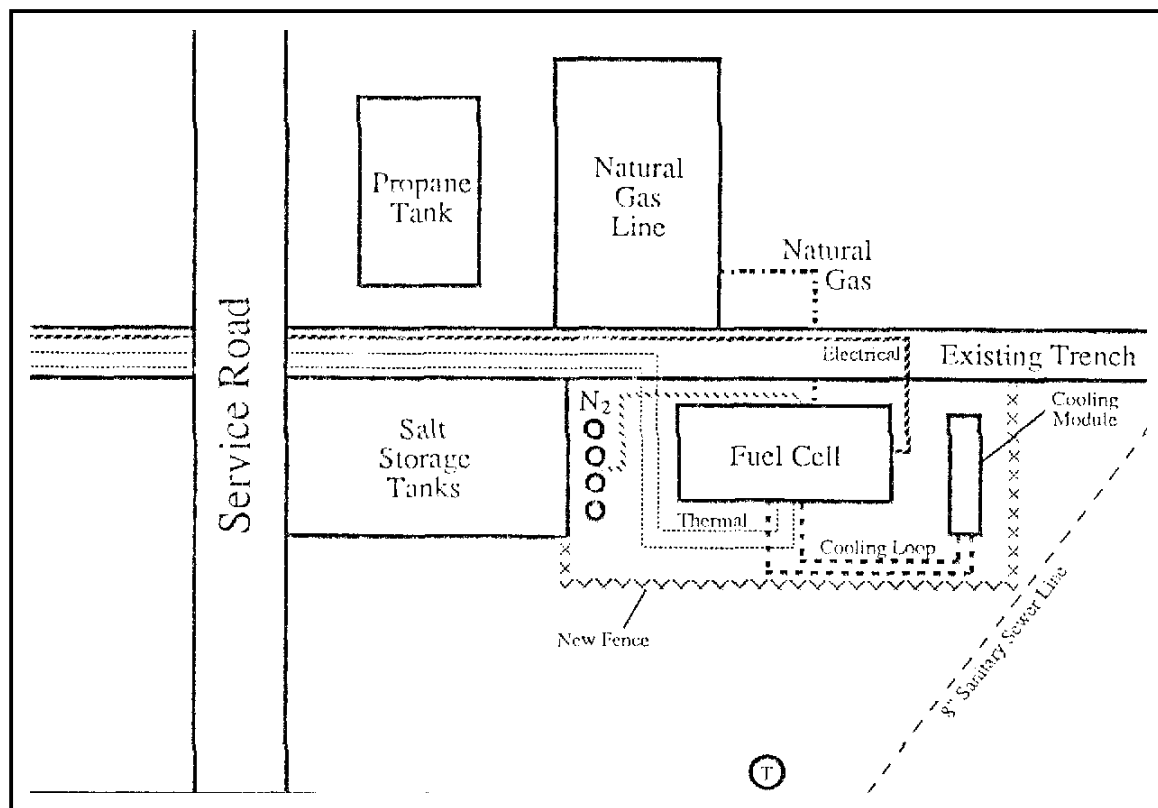 Propane
Tank
Natural
Gas
Line
Natural
Gas
Service Road
Electrical
Existing Trench
Cooling
Module
N2
Salt
Storage
Tanks
Fuel Cell
Thermal
Cooling Loop
New Fence
8" Sanitary Sewer Line
T